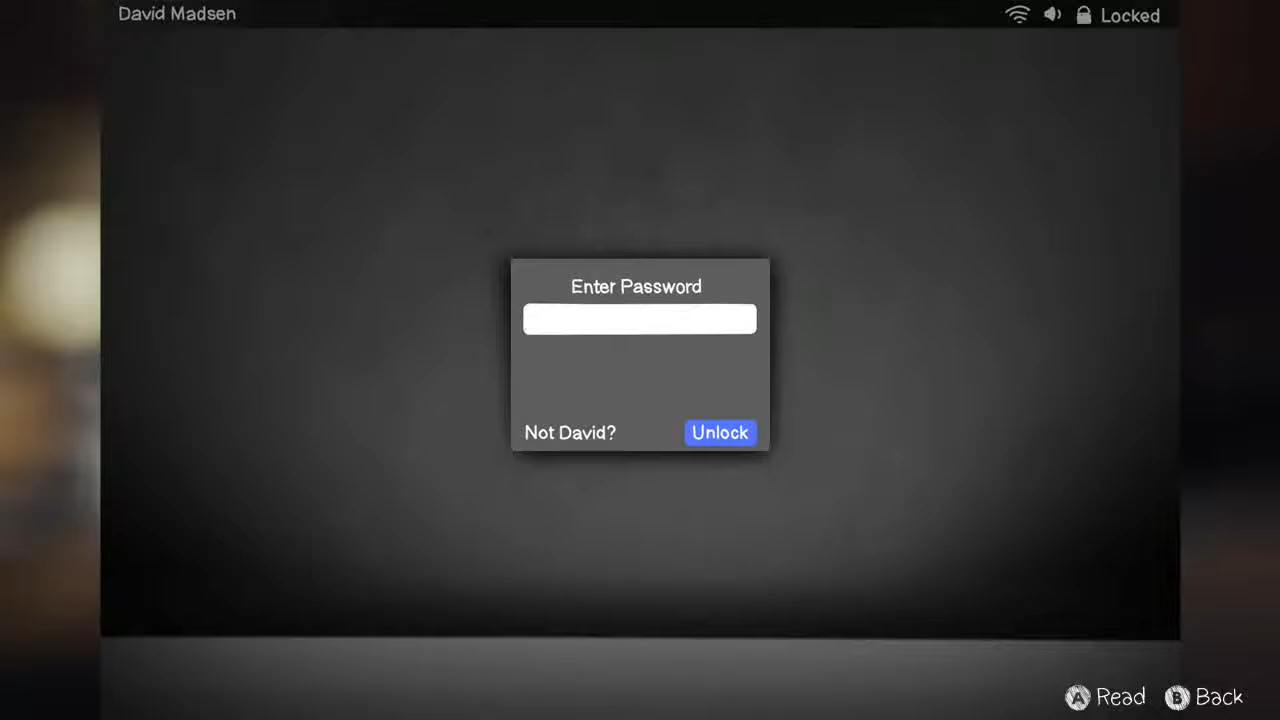 David Madsen
Locked
Enter Password
Not David?
Unlock
A Read B Back